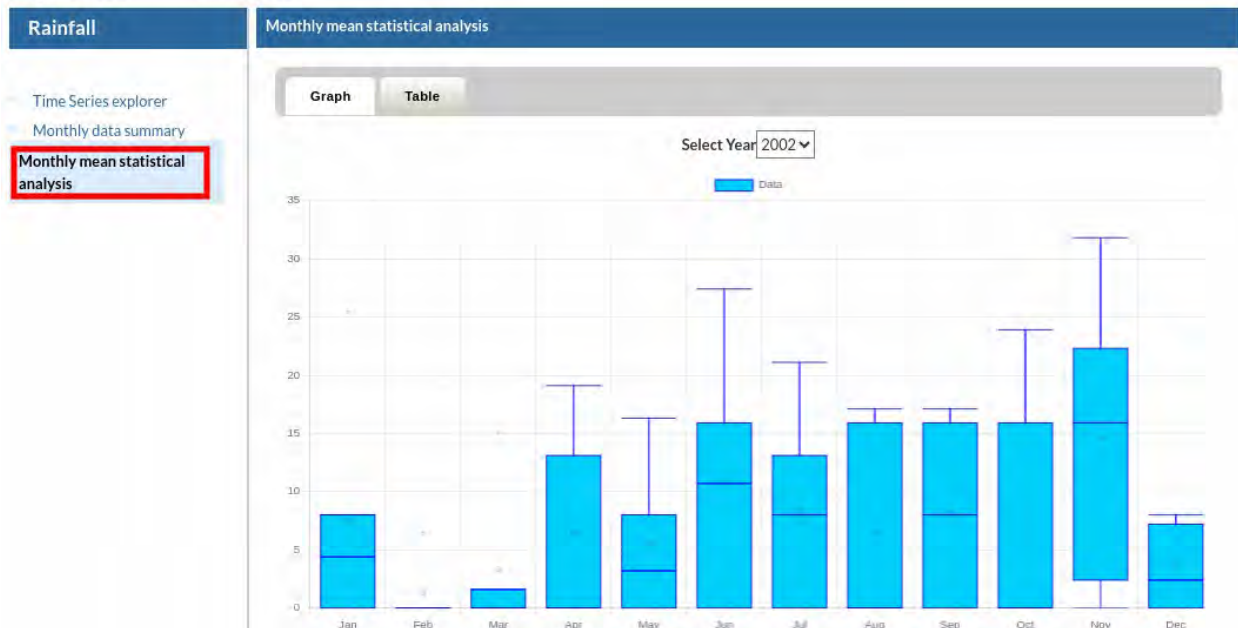 Rainfall
Monthly mean statistical analysis
Time Series explorer
Monthly data summary
Monthly mean statistical
analysis
Graph
Table
Select Year 2002
Data
35
30
25
20
15
10
5
0
Jan Feb Mar Apr May Jun Jul Aug Sep Oct Nov Dec